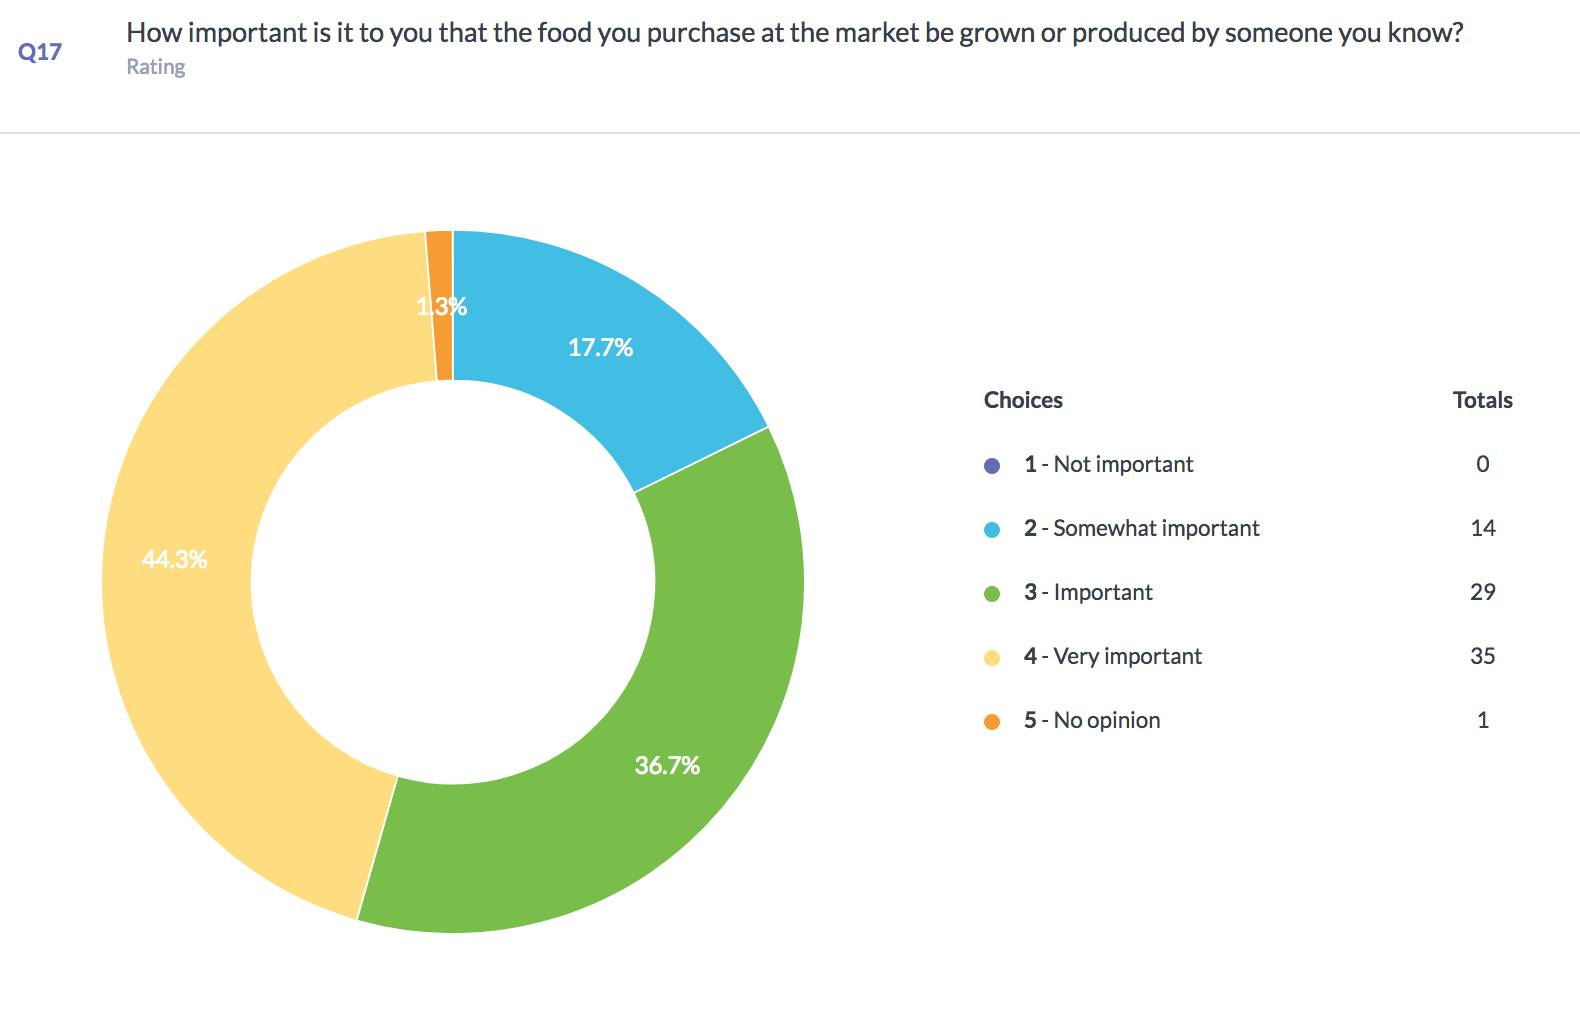 Q17
How important is it to you that the food you purchase at the market be grown or produced by someone you know?
Rating
1.3%
17.7%
44.3%
36.7%
Choices Totals
1 - Not important 0
2 - Somewhat important 14
3 - Important 29
4 - Very important 35
5 - No opinion 1